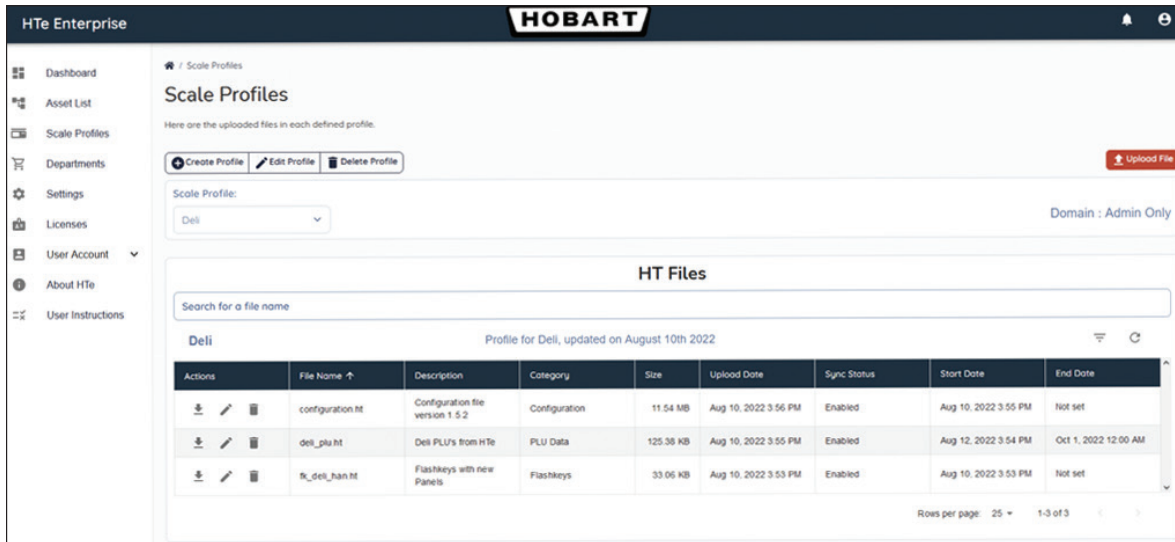 HTe Enterprise
HOBART
Dashboard
Asset List
Scale Profiles
Departments
Settings
Licenses
User Account
About HTe
User Instructions
/ Scale Profiles
Scale Profiles
Here are the uploaded files in each defined profile.
Create Profile Edit Profile Delete Profile
Upload File
Scale Profile:
Deli
Domain : Admin Only
HT Files
Search for a file name
Deli
Profile for Deli, updated on August 10th 2022
Actions File Name Description Category Size Upload Date Sync Status Start Date End Date
configuration.ht Configuration file version 1.5.2 Configuration 11.54 MB Aug 10, 2022 3:56 PM Enabled Aug 10, 2022 3:55 PM Not set
deli_plu.ht Deli PLU's from HTe PLU Data 125.38 KB Aug 10, 2022 3:55 PM Enabled Aug 12, 2022 3:54 PM Oct 1, 2022 12:00 AM
fk_deli_han.ht Flashkeys with new Panels Flashkeys 33.06 KB Aug 10, 2022 3:53 PM Enabled Aug 10, 2022 3:53 PM Not set
Rows per page: 25 1-3 of 3